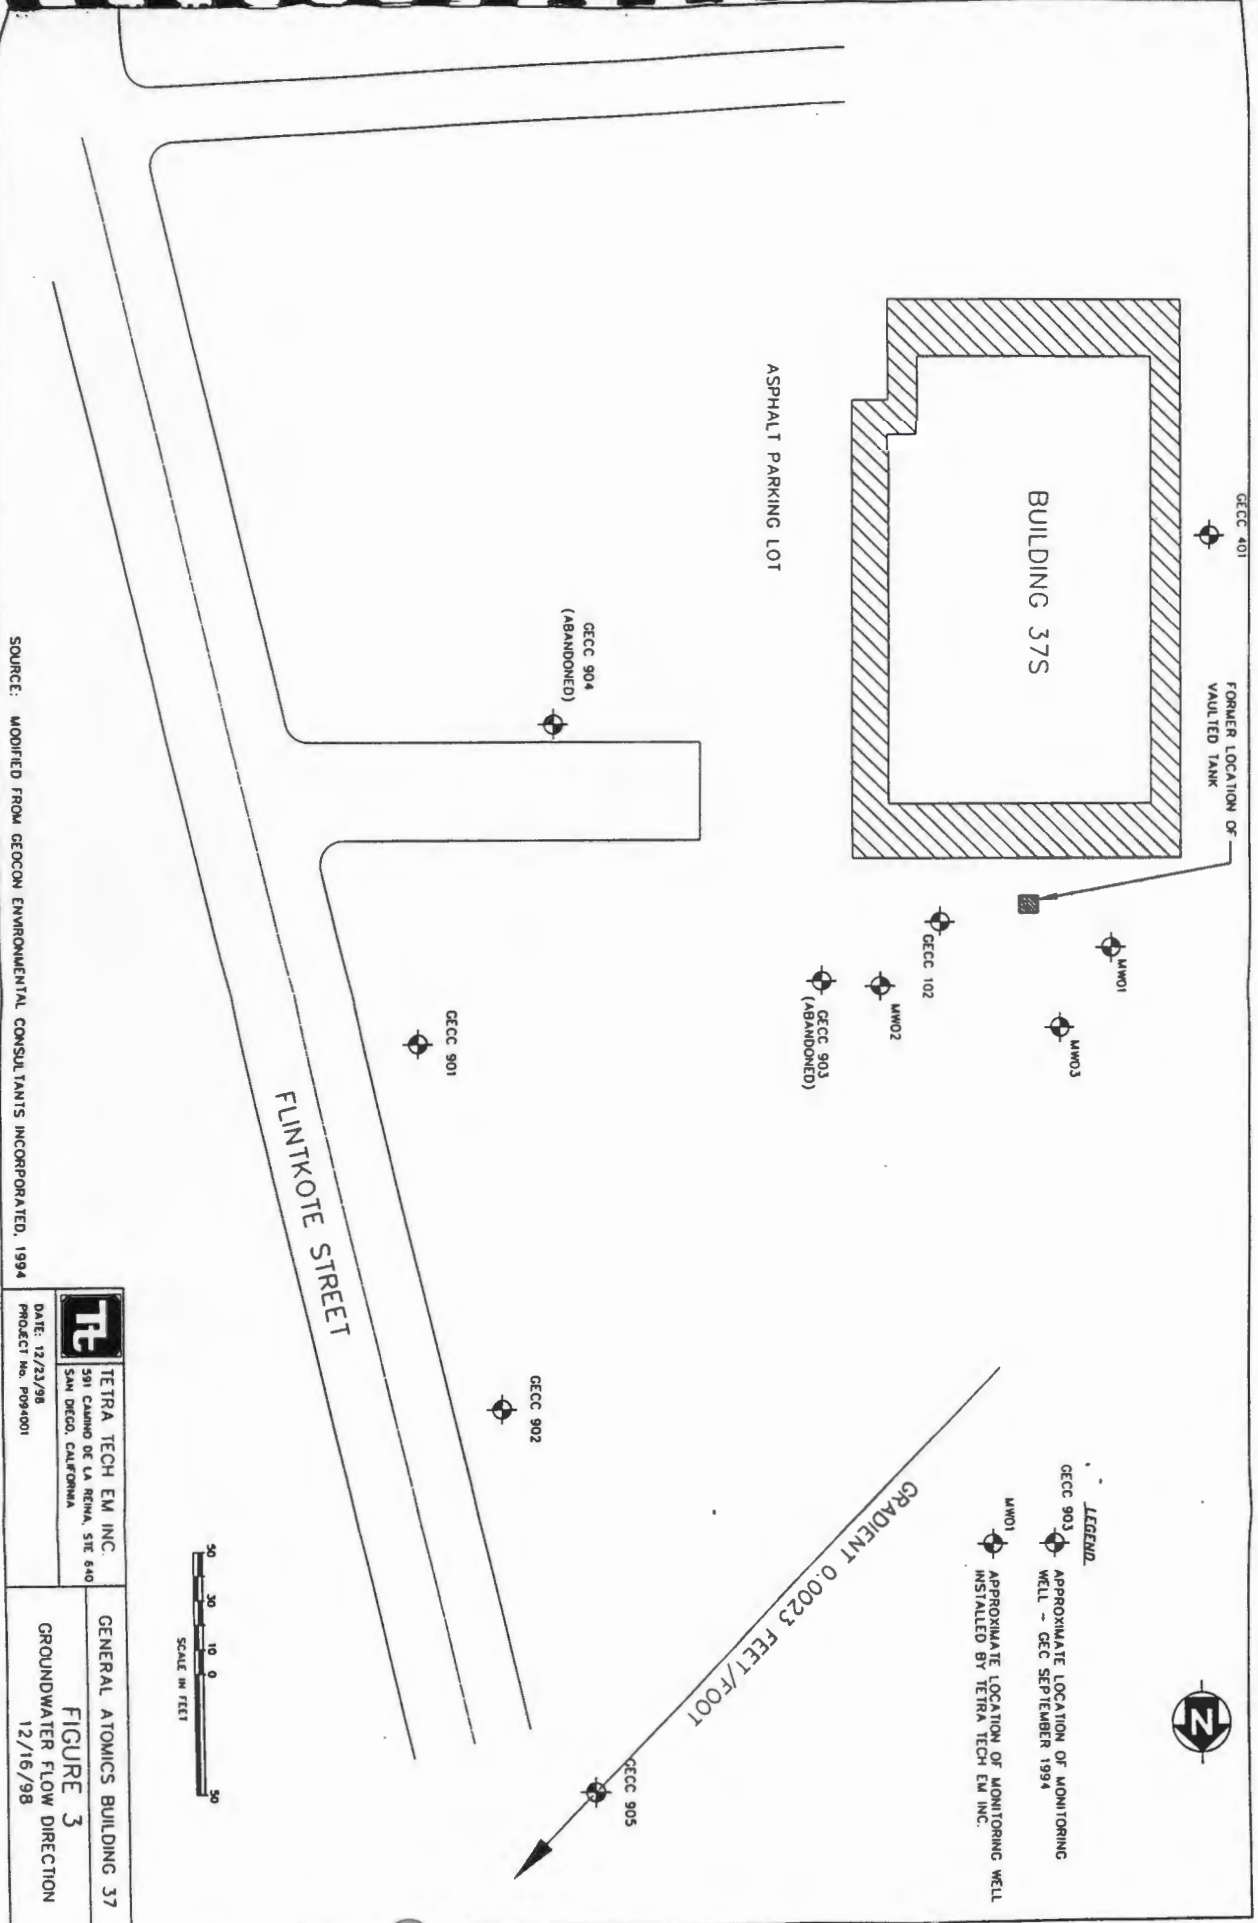 GECC 401
FORMER LOCATION OF
VAULTED TANK
BUILDING 37S
ASPHALT PARKING LOT
MW01
MW03
GECC 102
MW02
GECC 903
(ABANDONED)
GECC 904
(ABANDONED)
GECC 901
GECC 902
GECC 905
FLINTKOTE STREET
GRADIENT 0.0023 FEET/FOOT
LEGEND
GECC 903
APPROXIMATE LOCATION OF MONITORING
WELL - GEC SEPTEMBER 1994
MW01
APPROXIMATE LOCATION OF MONITORING WELL
INSTALLED BY TETRA TECH EM INC.
N
50 30 10 0 50
SCALE IN FEET
SOURCE: MODIFIED FROM GEOCON ENVIRONMENTAL CONSULTANTS INCORPORATED, 1994
Tt
TETRA TECH EM INC.
591 CAMINO DE LA REINA, STE 640
SAN DIEGO, CALIFORNIA
DATE: 12/23/98
PROJECT No. P094001
GENERAL ATOMICS BUILDING 37
FIGURE 3
GROUNDWATER FLOW DIRECTION
12/16/98